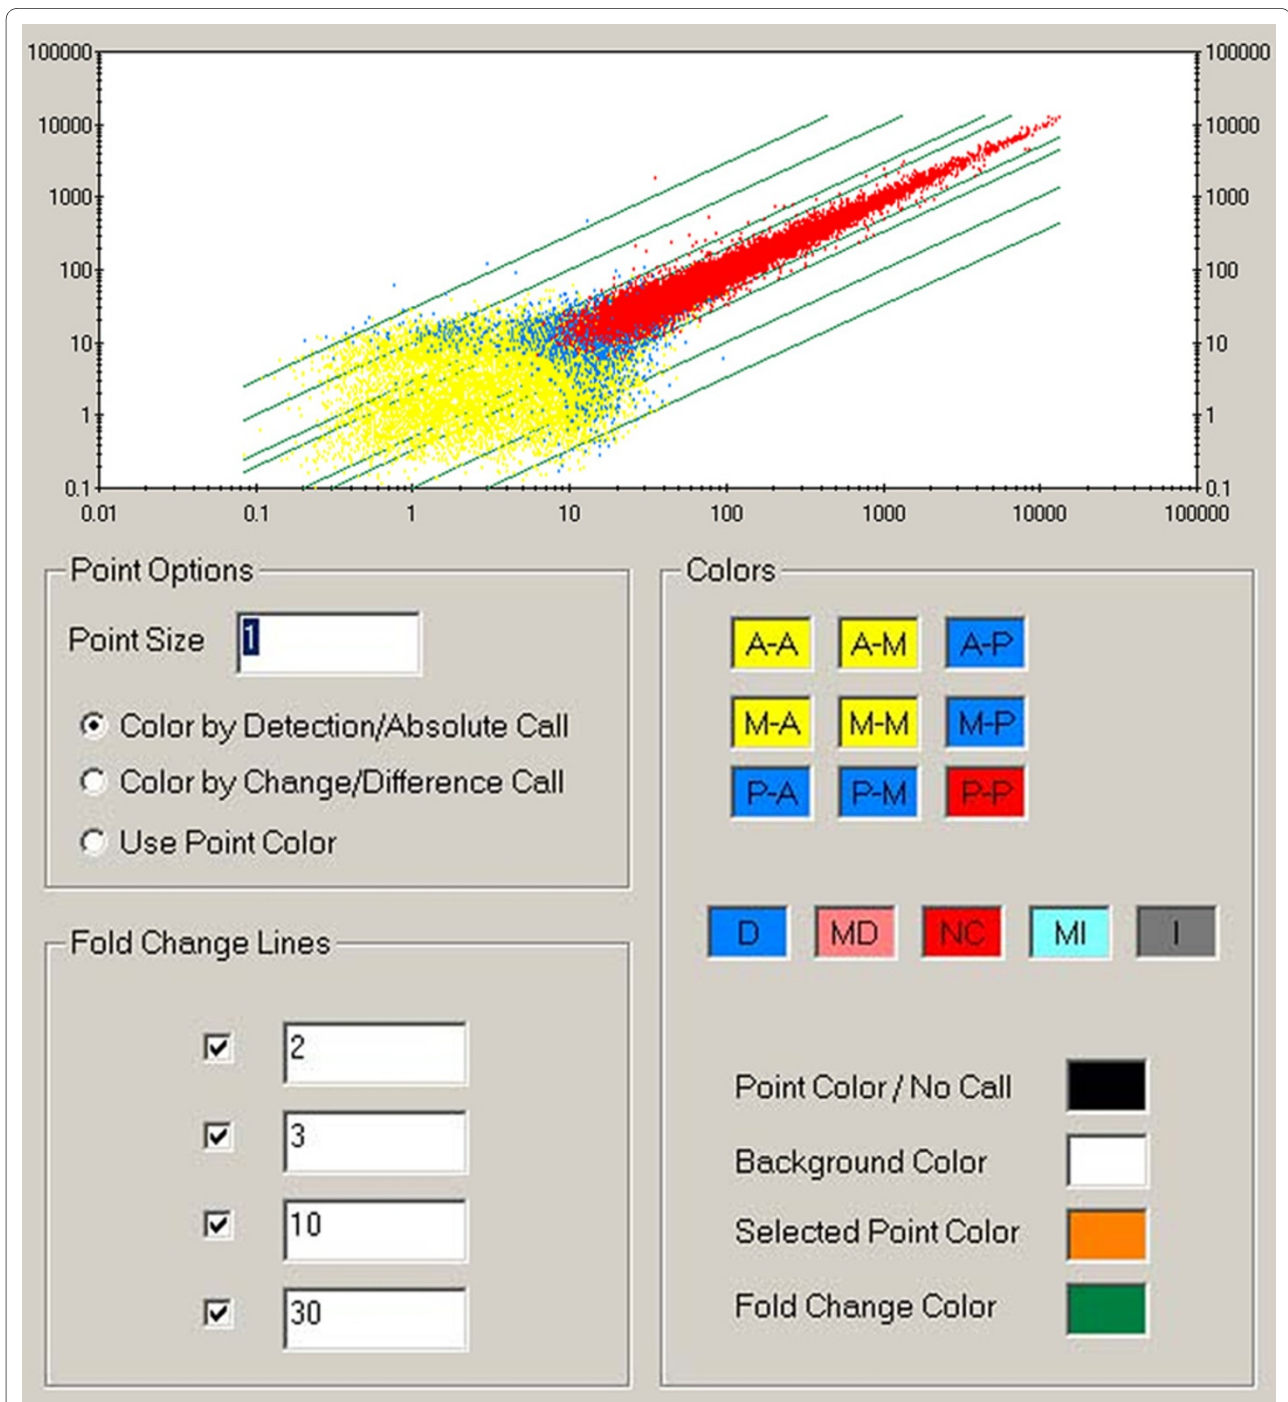 100000 100000
10000 10000
1000 1000
100 100
10 10
1 1
0.1 0.1
0.01 0.1 1 10 100 1000 10000 100000
Point Options
Point Size 1
Color by Detection/Absolute Call
Color by Change/Difference Call
Use Point Color
Fold Change Lines
2
3
10
30
Colors
A-A A-M A-P
M-A M-M M-P
P-A P-M P-P
D MD NC MI I
Point Color / No Call
Background Color
Selected Point Color
Fold Change Color